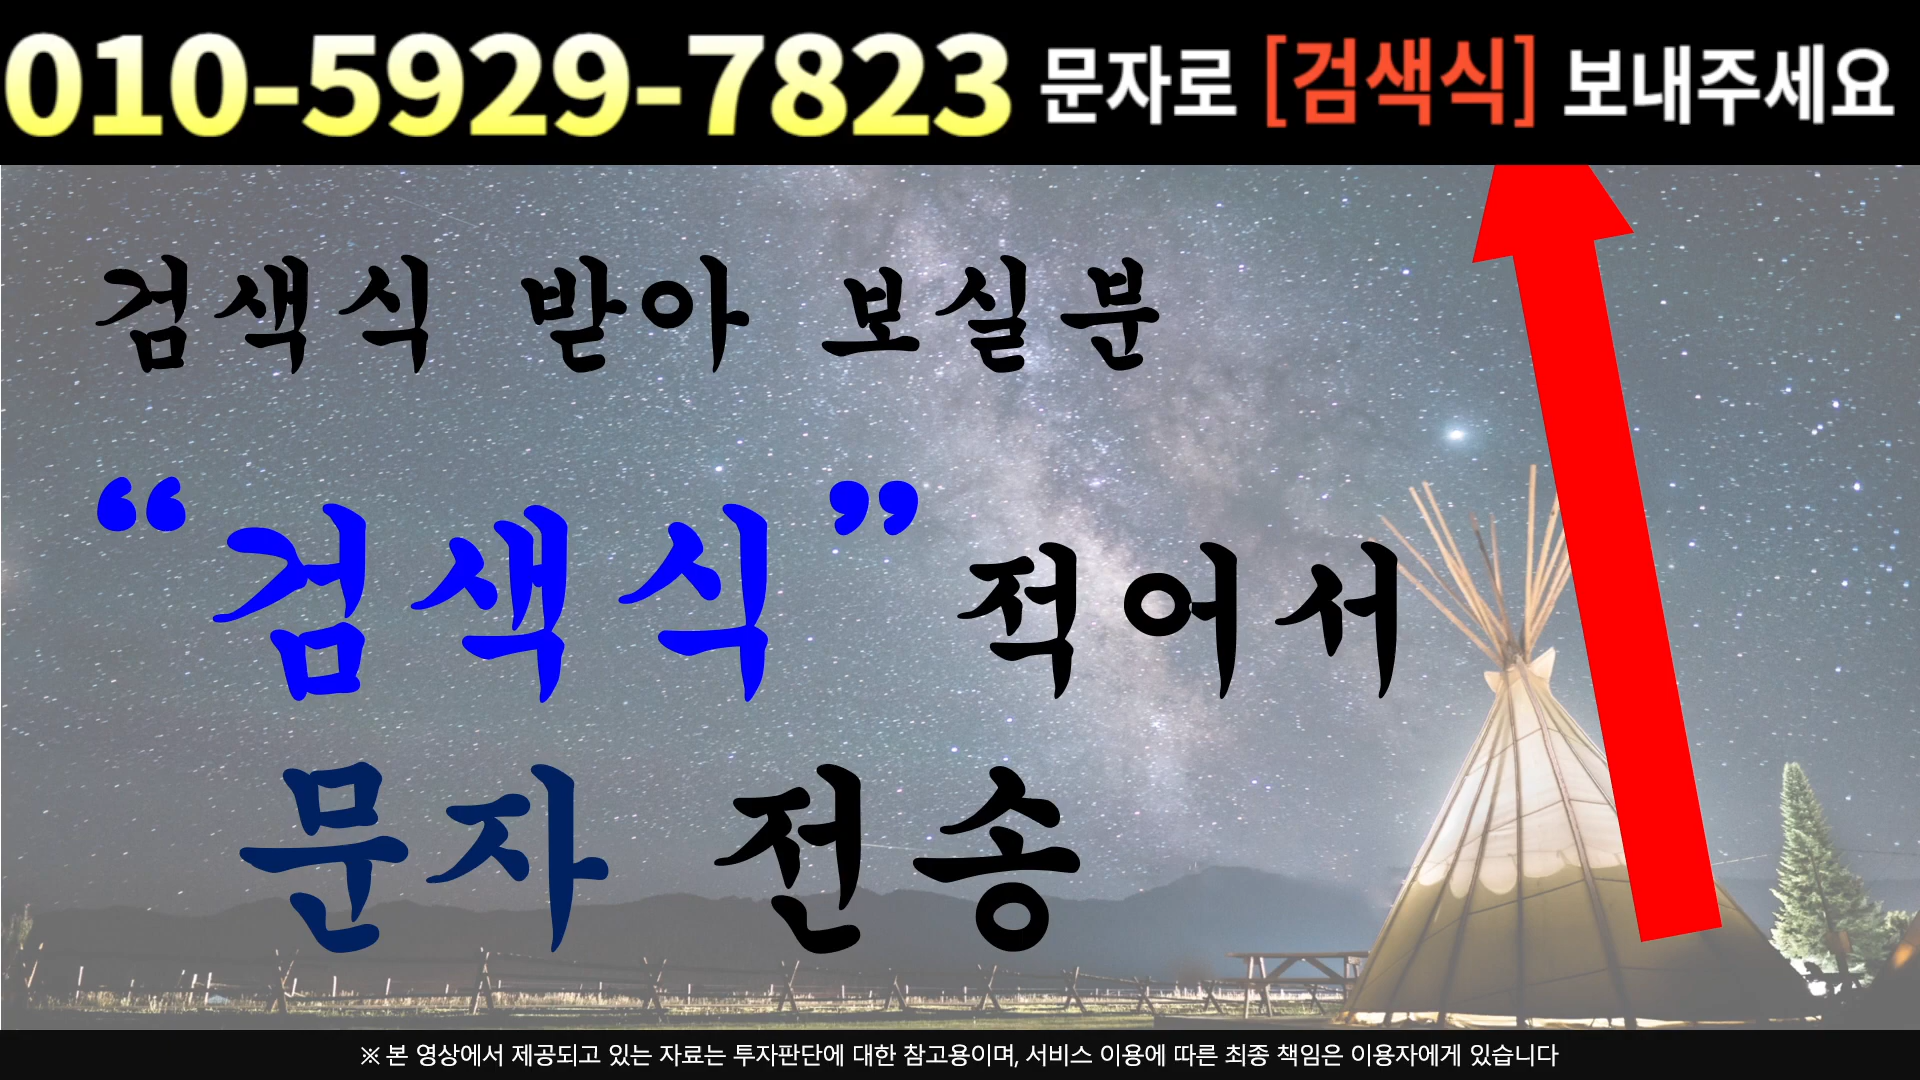 010-5929-7823 문자로 [검색식] 보내주세요
검색식 받아 보실분
“검색식” 적어서
문자 전송
※ 본 영상에서 제공되고 있는 자료는 투자판단에 대한 참고용이며, 서비스 이용에 따른 최종 책임은 이용자에게 있습니다